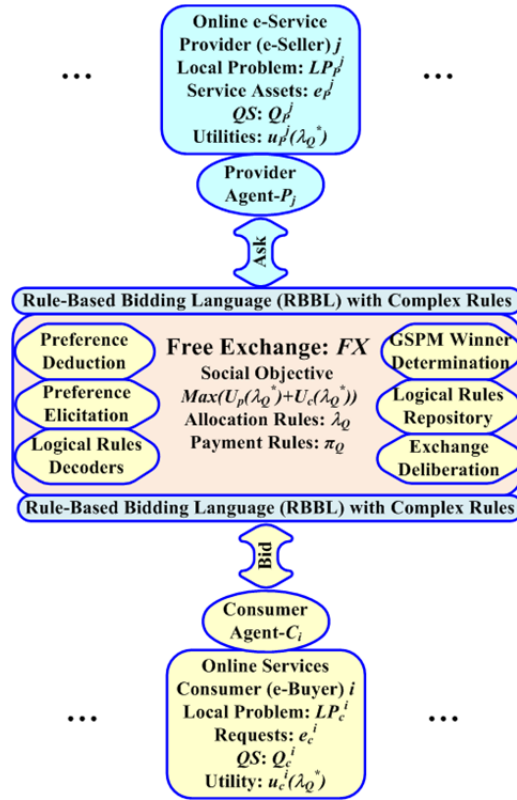 Online e-Service
Provider (e-Seller) j
Local Problem: LP_P^j
Service Assets: e_P^j
QS: Q_P^j
Utilities: u_P^j(λ_Q^*)
...
...
Provider
Agent-P_j
Ask
Rule-Based Bidding Language (RBBL) with Complex Rules
Preference
Deduction
Preference
Elicitation
Logical Rules
Decoders
Free Exchange: FX
Social Objective
Max(U_p(λ_Q^*)+U_c(λ_Q^*))
Allocation Rules: λ_Q
Payment Rules: π_Q
GSPM Winner
Determination
Logical Rules
Repository
Exchange
Deliberation
Rule-Based Bidding Language (RBBL) with Complex Rules
Bid
Consumer
Agent-C_i
Online Services
Consumer (e-Buyer) i
Local Problem: LP_c^i
Requests: e_c^i
QS: Q_c^i
Utility: u_c^i(λ_Q^*)
...
...